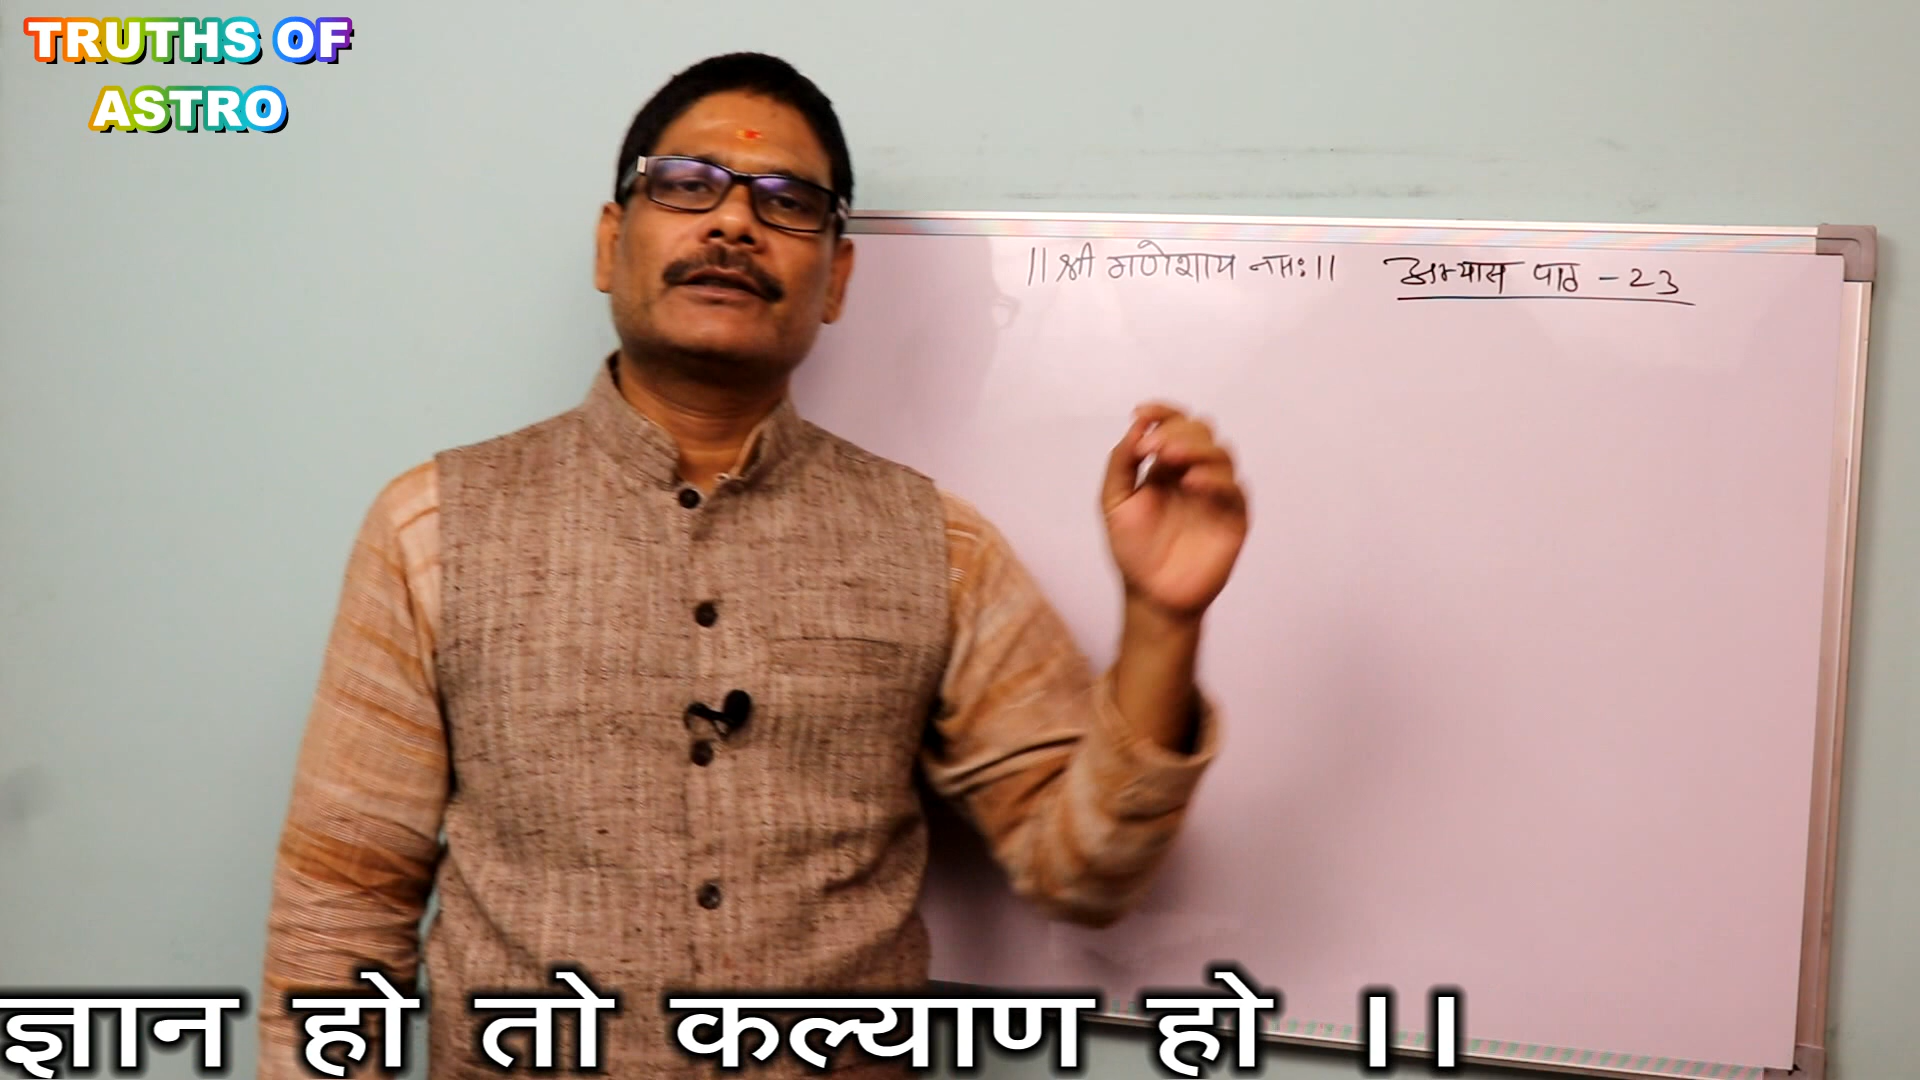 TRUTHS OF
ASTRO
||श्री गणेशाय नमः|| अभ्यास पाठ - 23
ज्ञान हो तो कल्याण हो ।।